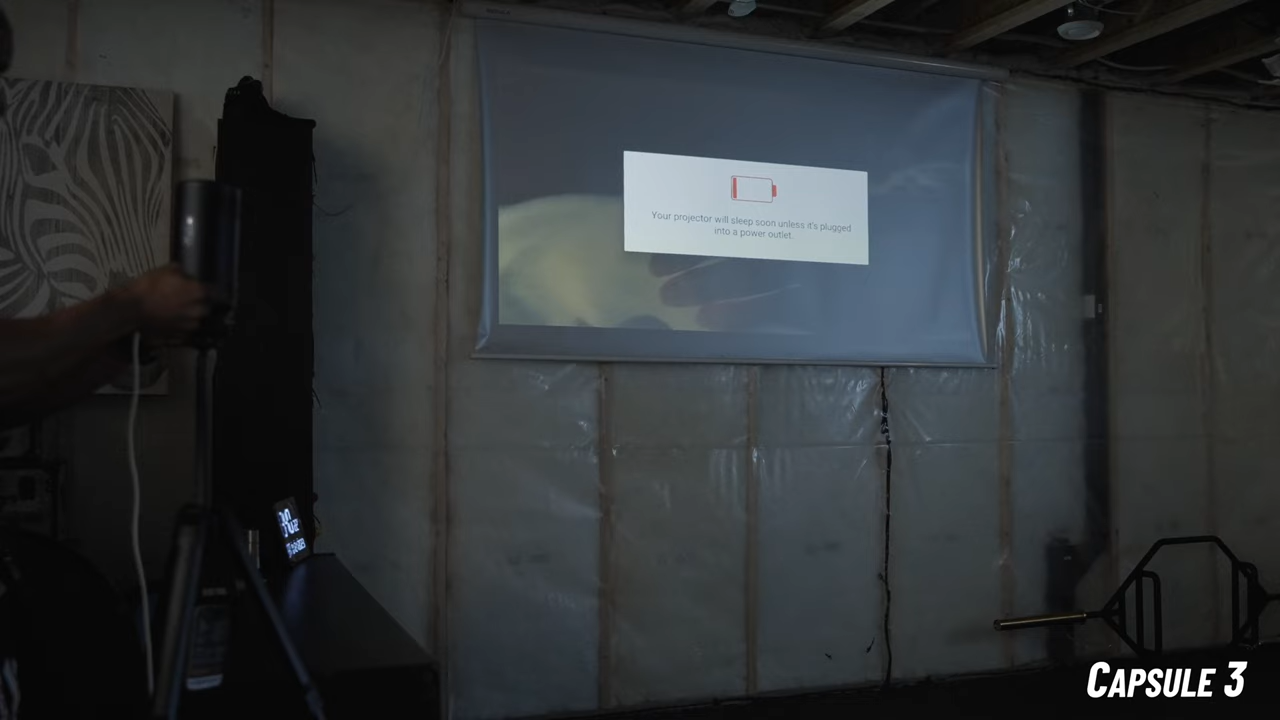 Your projector will sleep soon unless it's plugged
into a power outlet.
CAPSULE 3